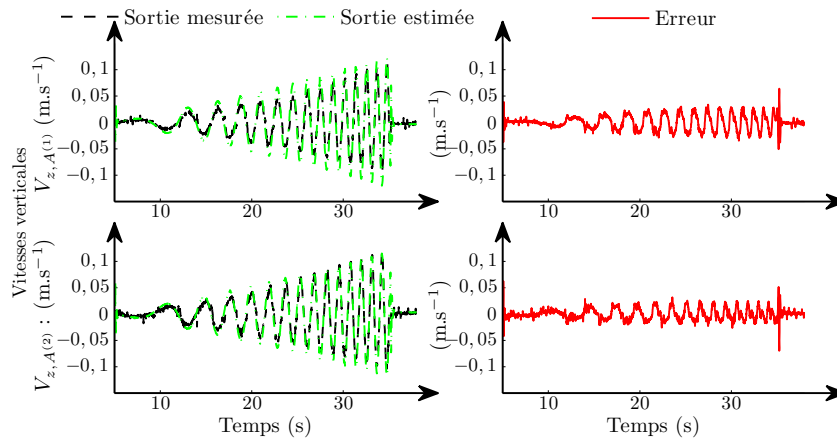 Sortie mesurée Sortie estimée Erreur
Vitesses verticales
V_{z,A^{(1)}} (m.s^{-1})
0,1
0,05
0
−0,05
−0,1
10 20 30
(m.s^{-1})
0,1
0,05
0
−0,05
−0,1
10 20 30
V_{z,A^{(2)}} : (m.s^{-1})
0,1
0,05
0
−0,05
−0,1
10 20 30
Temps (s)
(m.s^{-1})
0,1
0,05
0
−0,05
−0,1
10 20 30
Temps (s)